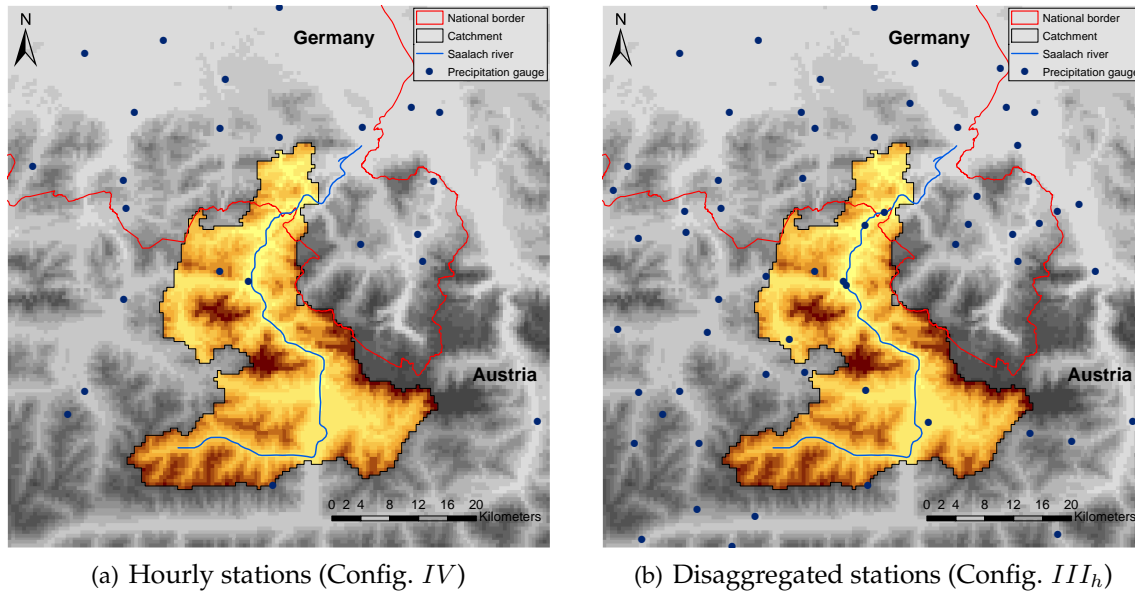 N
Germany
National border
Catchment
Saalach river
Precipitation gauge
Austria
0 2 4 8 12 16 20
Kilometers
(a) Hourly stations (Config. IV)
N
Germany
National border
Catchment
Saalach river
Precipitation gauge
Austria
0 2 4 8 12 16 20
Kilometers
(b) Disaggregated stations (Config. III_h)